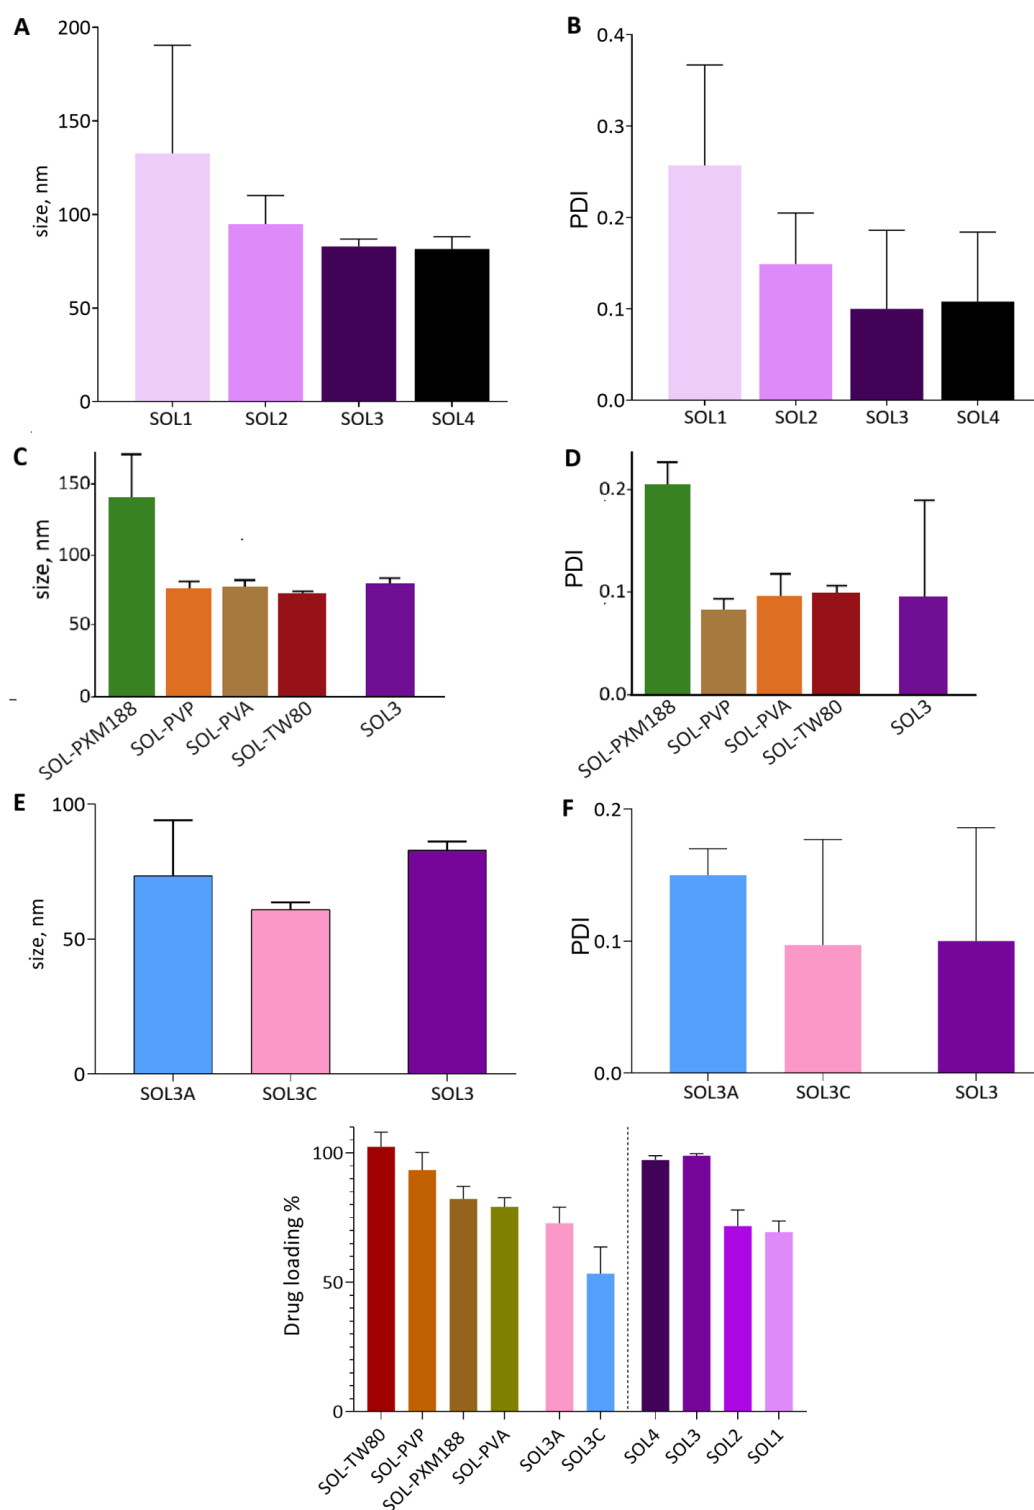 A
size, nm
200
150
100
50
0
SOL1 SOL2 SOL3 SOL4
B
PDI
0.4
0.3
0.2
0.1
0.0
SOL1 SOL2 SOL3 SOL4
C
size, nm
150
100
50
0
SOL-PXM188 SOL-PVP SOL-PVA SOL-TW80 SOL3
D
PDI
0.2
0.1
0.0
SOL-PXM188 SOL-PVP SOL-PVA SOL-TW80 SOL3
E
size, nm
100
50
0
SOL3A SOL3C SOL3
F
PDI
0.2
0.1
0.0
SOL3A SOL3C SOL3
Drug loading %
100
50
0
SOL-TW80 SOL-PVP SOL-PXM188 SOL-PVA SOL3A SOL3C SOL4 SOL3 SOL2 SOL1